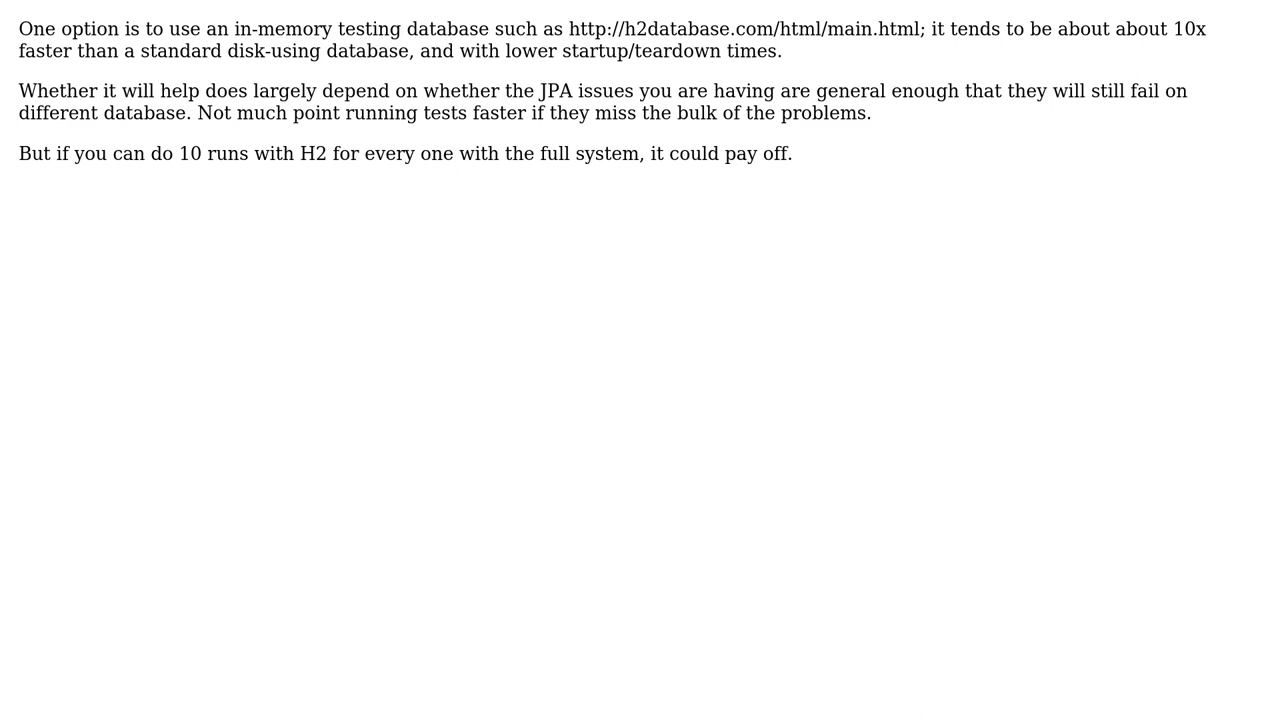 One option is to use an in-memory testing database such as http://h2database.com/html/main.html; it tends to be about about 10x
faster than a standard disk-using database, and with lower startup/teardown times.
Whether it will help does largely depend on whether the JPA issues you are having are general enough that they will still fail on
different database. Not much point running tests faster if they miss the bulk of the problems.
But if you can do 10 runs with H2 for every one with the full system, it could pay off.